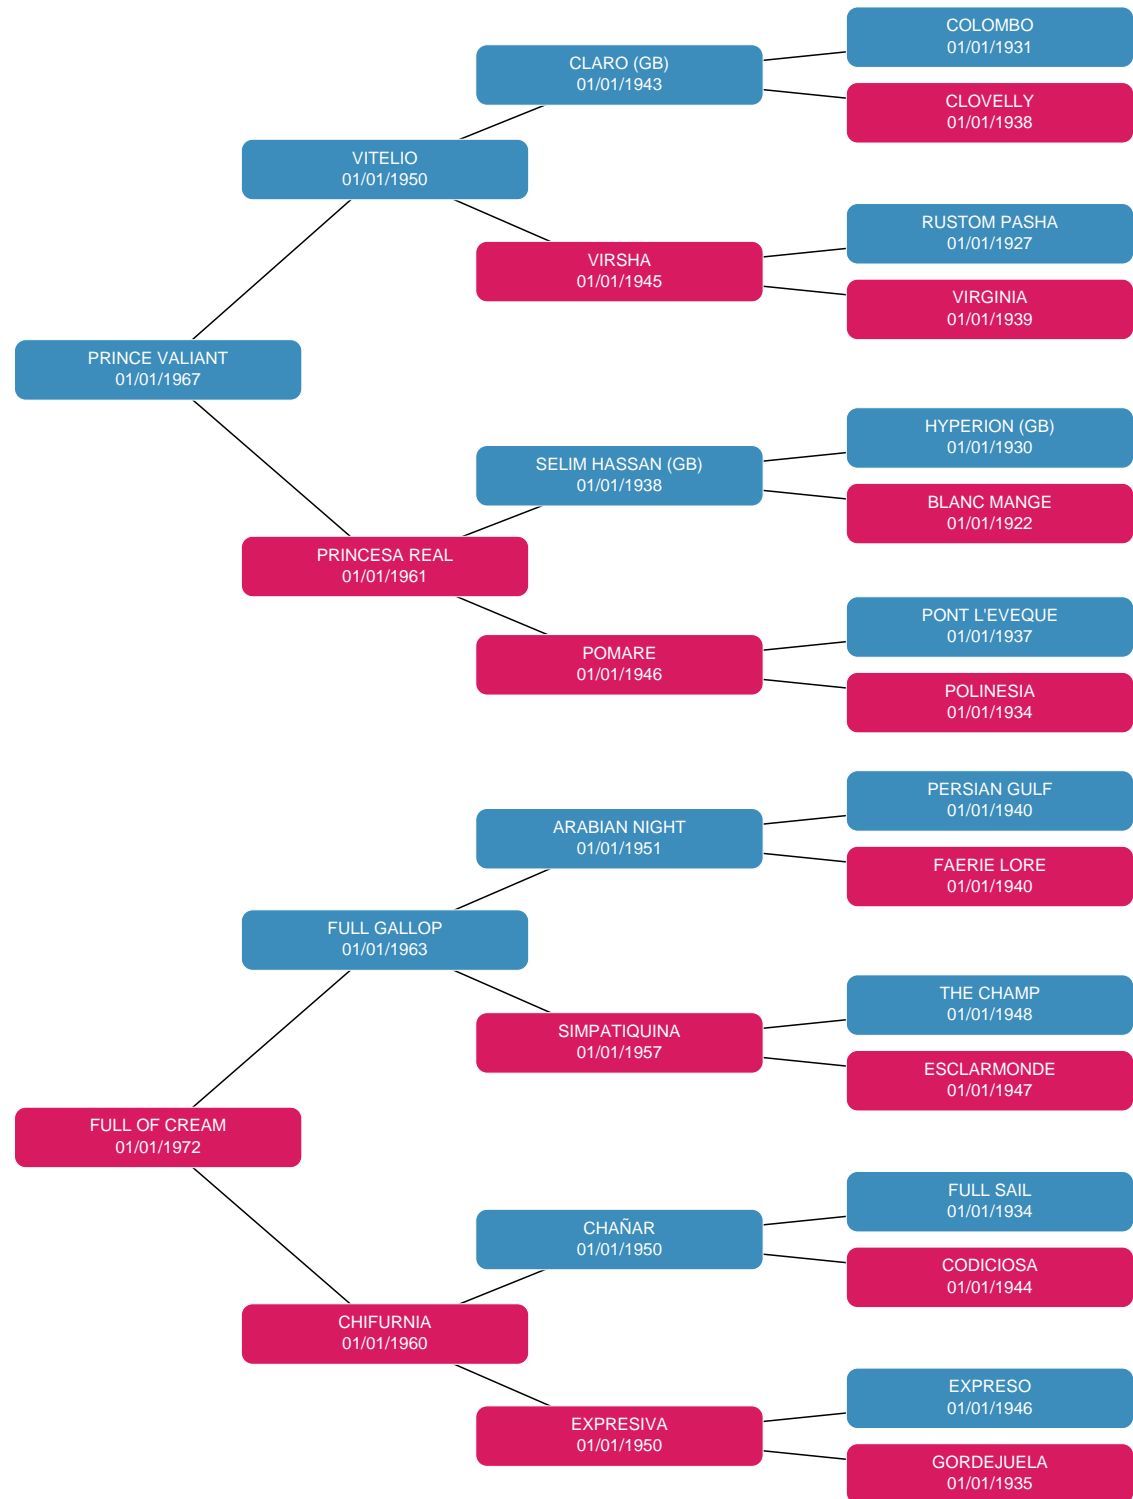 COLOMBO
01/01/1931
CLARO (GB)
01/01/1943
CLOVELLY
01/01/1938
VITELIO
01/01/1950
RUSTOM PASHA
01/01/1927
VIRSHA
01/01/1945
VIRGINIA
01/01/1939
PRINCE VALIANT
01/01/1967
HYPERION (GB)
01/01/1930
SELIM HASSAN (GB)
01/01/1938
BLANC MANGE
01/01/1922
PRINCESA REAL
01/01/1961
PONT L'EVEQUE
01/01/1937
POMARE
01/01/1946
POLINESIA
01/01/1934
PERSIAN GULF
01/01/1940
ARABIAN NIGHT
01/01/1951
FAERIE LORE
01/01/1940
FULL GALLOP
01/01/1963
THE CHAMP
01/01/1948
SIMPATIQUINA
01/01/1957
ESCLARMONDE
01/01/1947
FULL OF CREAM
01/01/1972
FULL SAIL
01/01/1934
CHAÑAR
01/01/1950
CODICIOSA
01/01/1944
CHIFURNIA
01/01/1960
EXPRESO
01/01/1946
EXPRESIVA
01/01/1950
GORDEJUELA
01/01/1935